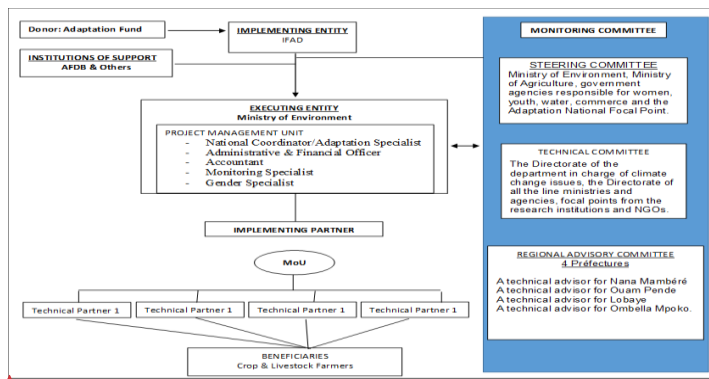 Donor: Adaptation Fund
IMPLEMENTING ENTITY
IFAD
INSTITUTIONS OF SUPPORT
AFDB & Others
EXECUTING ENTITY
Ministry of Environment
PROJECT MANAGEMENT UNIT
- National Coordinator/Adaptation Specialist
- Administrative & Financial Officer
- Accountant
- Monitoring Specialist
- Gender Specialist
IMPLEMENTING PARTNER
MoU
Technical Partner 1
Technical Partner 1
Technical Partner 1
Technical Partner 1
BENEFICIARIES
Crop & Livestock Farmers
MONITORING COMMITTEE
STEERING COMMITTEE
Ministry of Environment, Ministry
of Agriculture, government
agencies responsible for women,
youth, water, commerce and the
Adaptation National Focal Point.
TECHNICAL COMMITTEE
The Directorate of the
department in charge of climate
change issues, the Directorate of
all the line ministries and
agencies, focal points from the
research institutions and NGOs.
REGIONAL ADVISORY COMMITTEE
4 Préfectures
A technical advisor for Nana Mambéré
A technical advisor for Ouam Pende
A technical advisor for Lobaye
A technical advisor for Ombella Mpoko.